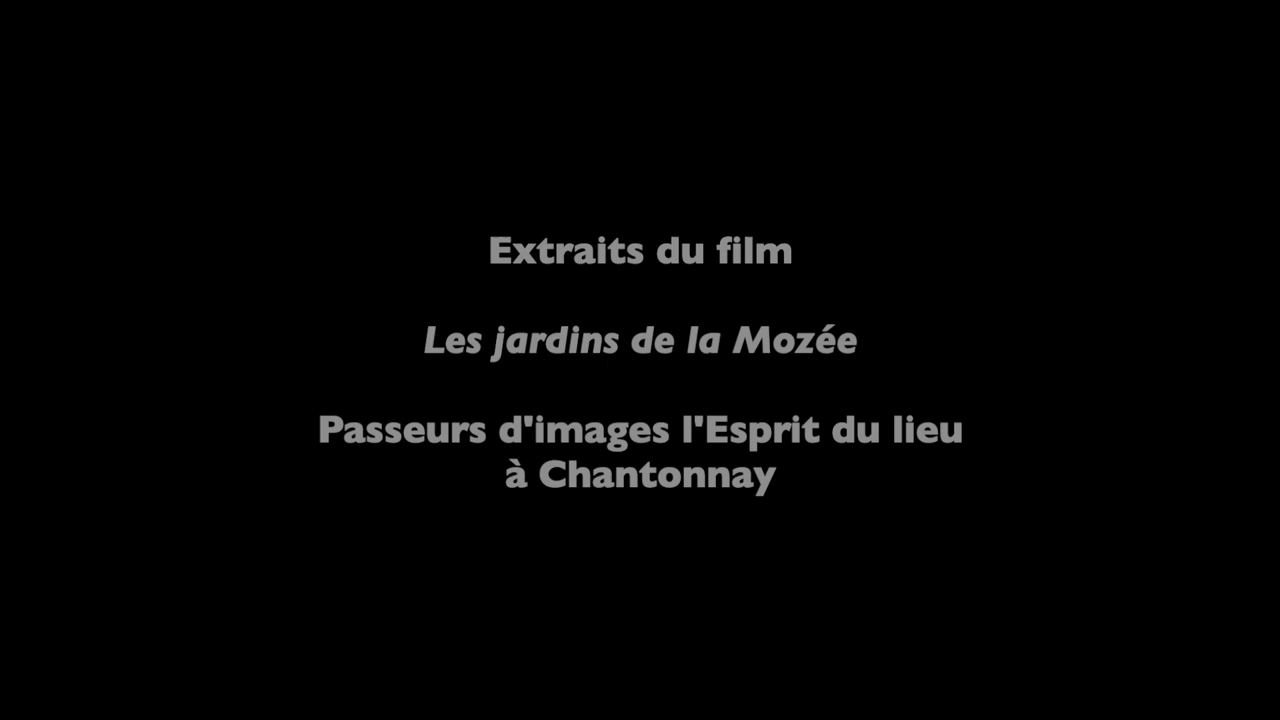 Extraits du film
Les jardins de la Mozée
Passeurs d'images l'Esprit du lieu
à Chantonnay